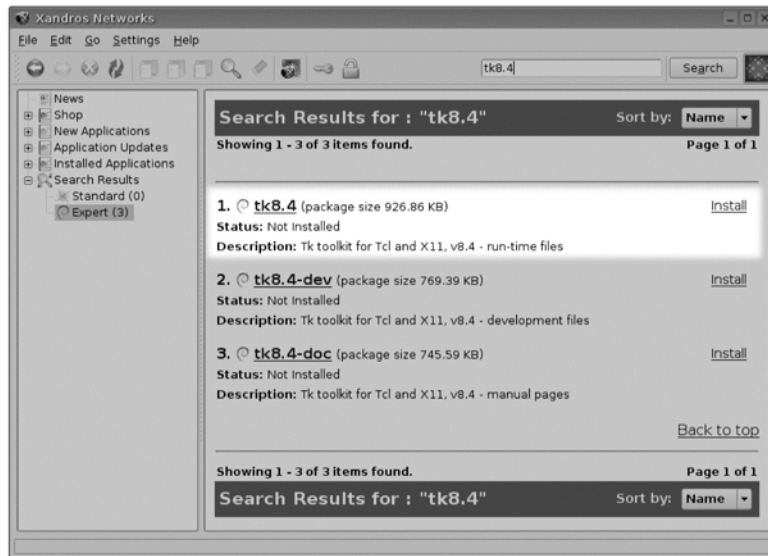 Xandros Networks
File Edit Go Settings Help
tk8.4
Search
News
Shop
New Applications
Application Updates
Installed Applications
Search Results
Standard (0)
Expert (3)
Search Results for : "tk8.4"
Sort by: Name
Showing 1 - 3 of 3 items found.
Page 1 of 1
1. tk8.4 (package size 926.86 KB)
Install
Status: Not Installed
Description: Tk toolkit for Tcl and X11, v8.4 - run-time files
2. tk8.4-dev (package size 769.39 KB)
Install
Status: Not Installed
Description: Tk toolkit for Tcl and X11, v8.4 - development files
3. tk8.4-doc (package size 745.59 KB)
Install
Status: Not Installed
Description: Tk toolkit for Tcl and X11, v8.4 - manual pages
Back to top
Showing 1 - 3 of 3 items found.
Page 1 of 1
Search Results for : "tk8.4"
Sort by: Name